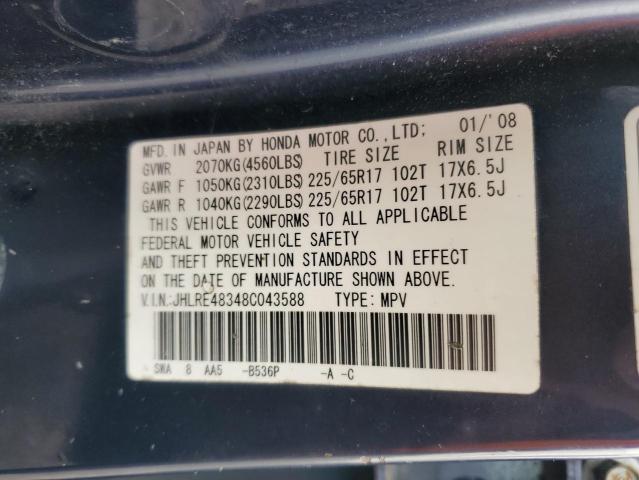 MFD. IN JAPAN BY HONDA MOTOR CO., LTD; 01/'08
GVWR 2070KG(4560LBS) TIRE SIZE RIM SIZE
GAWR F 1050KG(2310LBS) 225/65R17 102T 17X6.5J
GAWR R 1040KG(2290LBS) 225/65R17 102T 17X6.5J
THIS VEHICLE CONFORMS TO ALL APPLICABLE
FEDERAL MOTOR VEHICLE SAFETY
AND THEFT PREVENTION STANDARDS IN EFFECT
ON THE DATE OF MANUFACTURE SHOWN ABOVE.
V.I.N.:JHLRE48348C043588 TYPE: MPV
SWA 8 AA5 -B536P -A -C